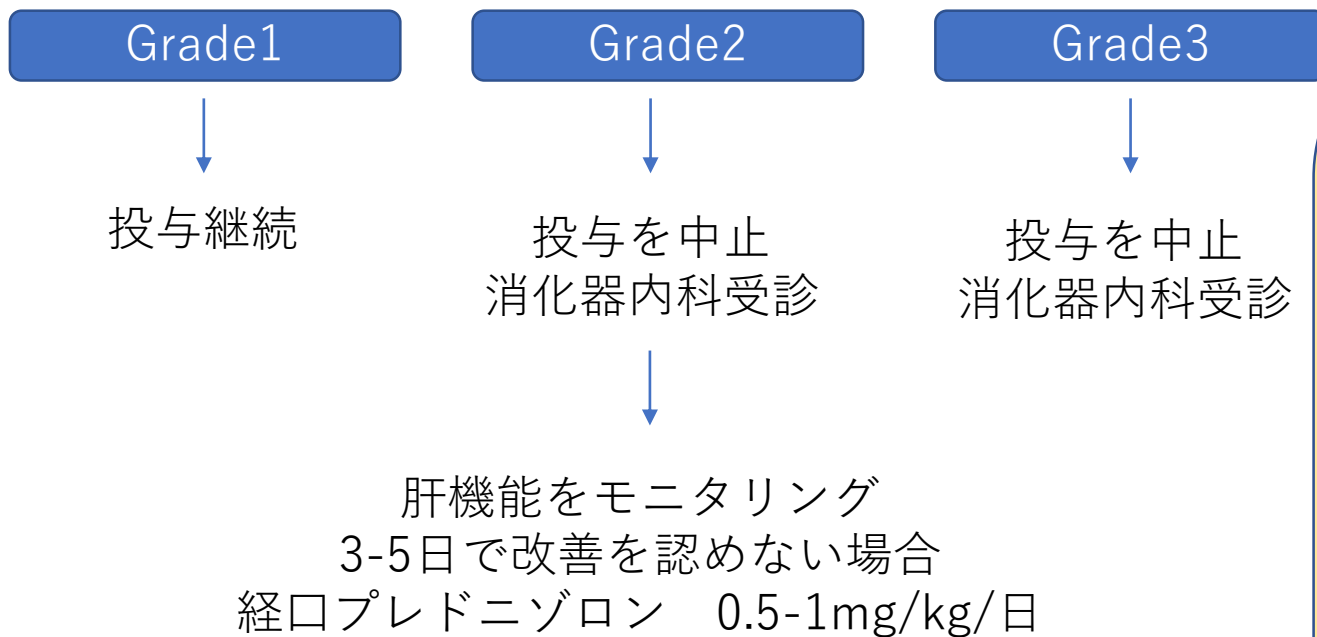 Grade1
Grade2
Grade3
投与継続
投与を中止
消化器内科受診
投与を中止
消化器内科受診
肝機能をモニタリング
3-5日で改善を認めない場合
経口プレドニゾロン　0.5-1mg/kg/日